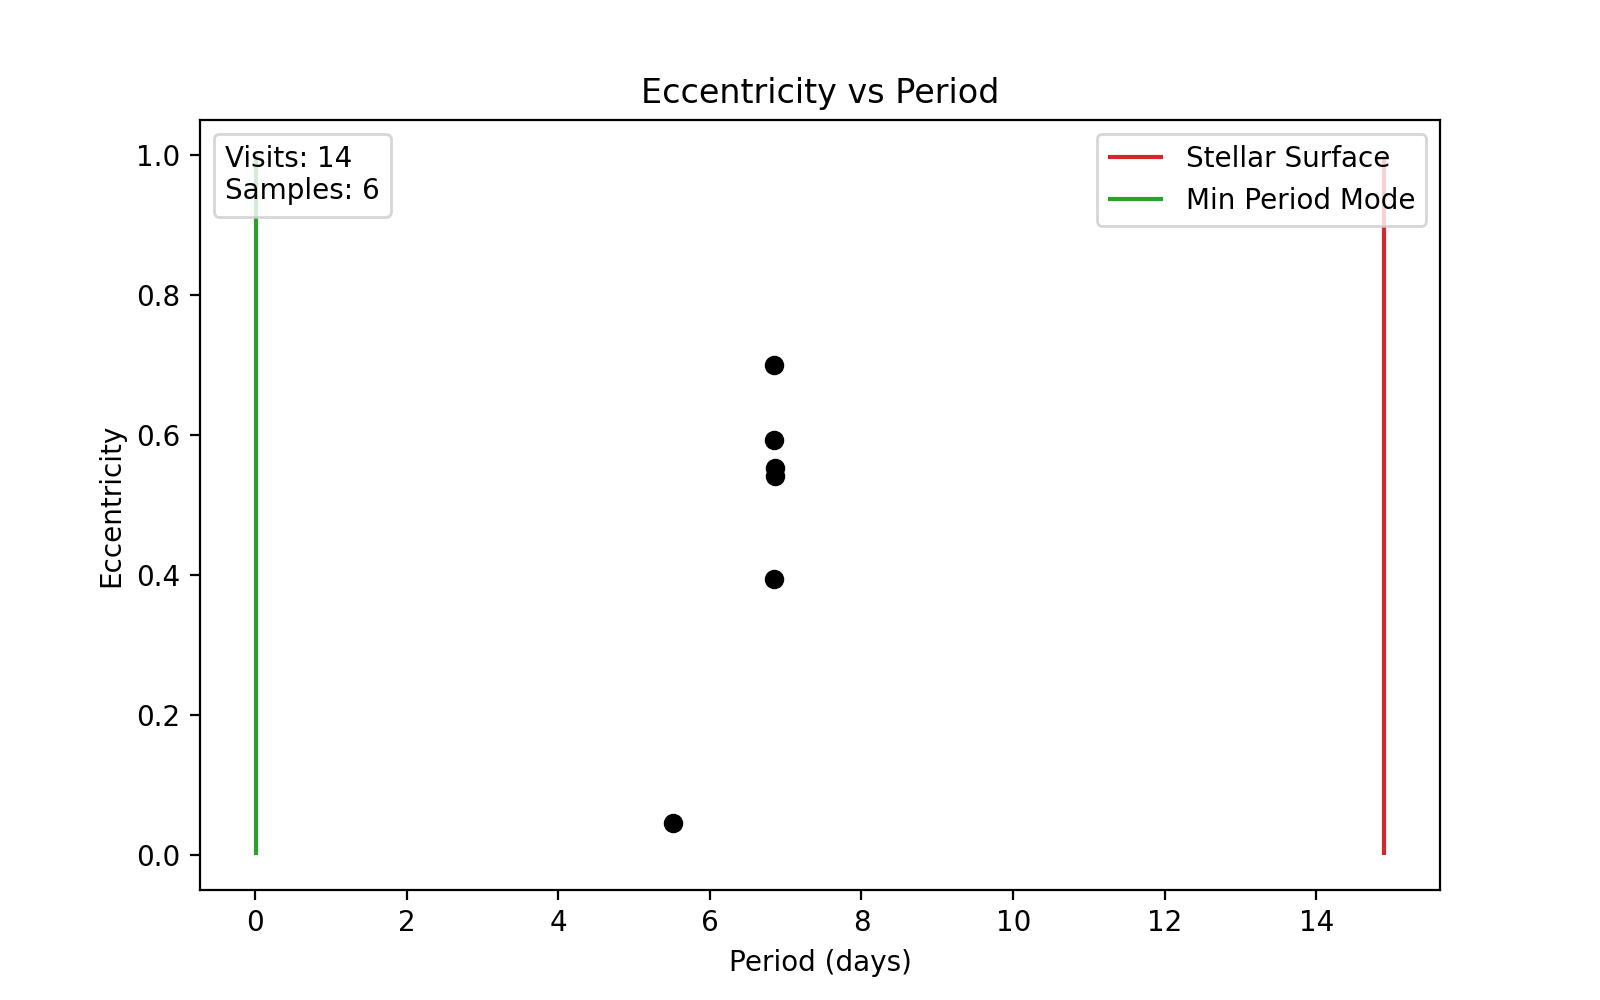 Eccentricity vs Period
Visits: 14
Samples: 6
Stellar Surface
Min Period Mode
1.0
0.8
0.6
0.4
0.2
0.0
Eccentricity
0 2 4 6 8 10 12 14
Period (days)